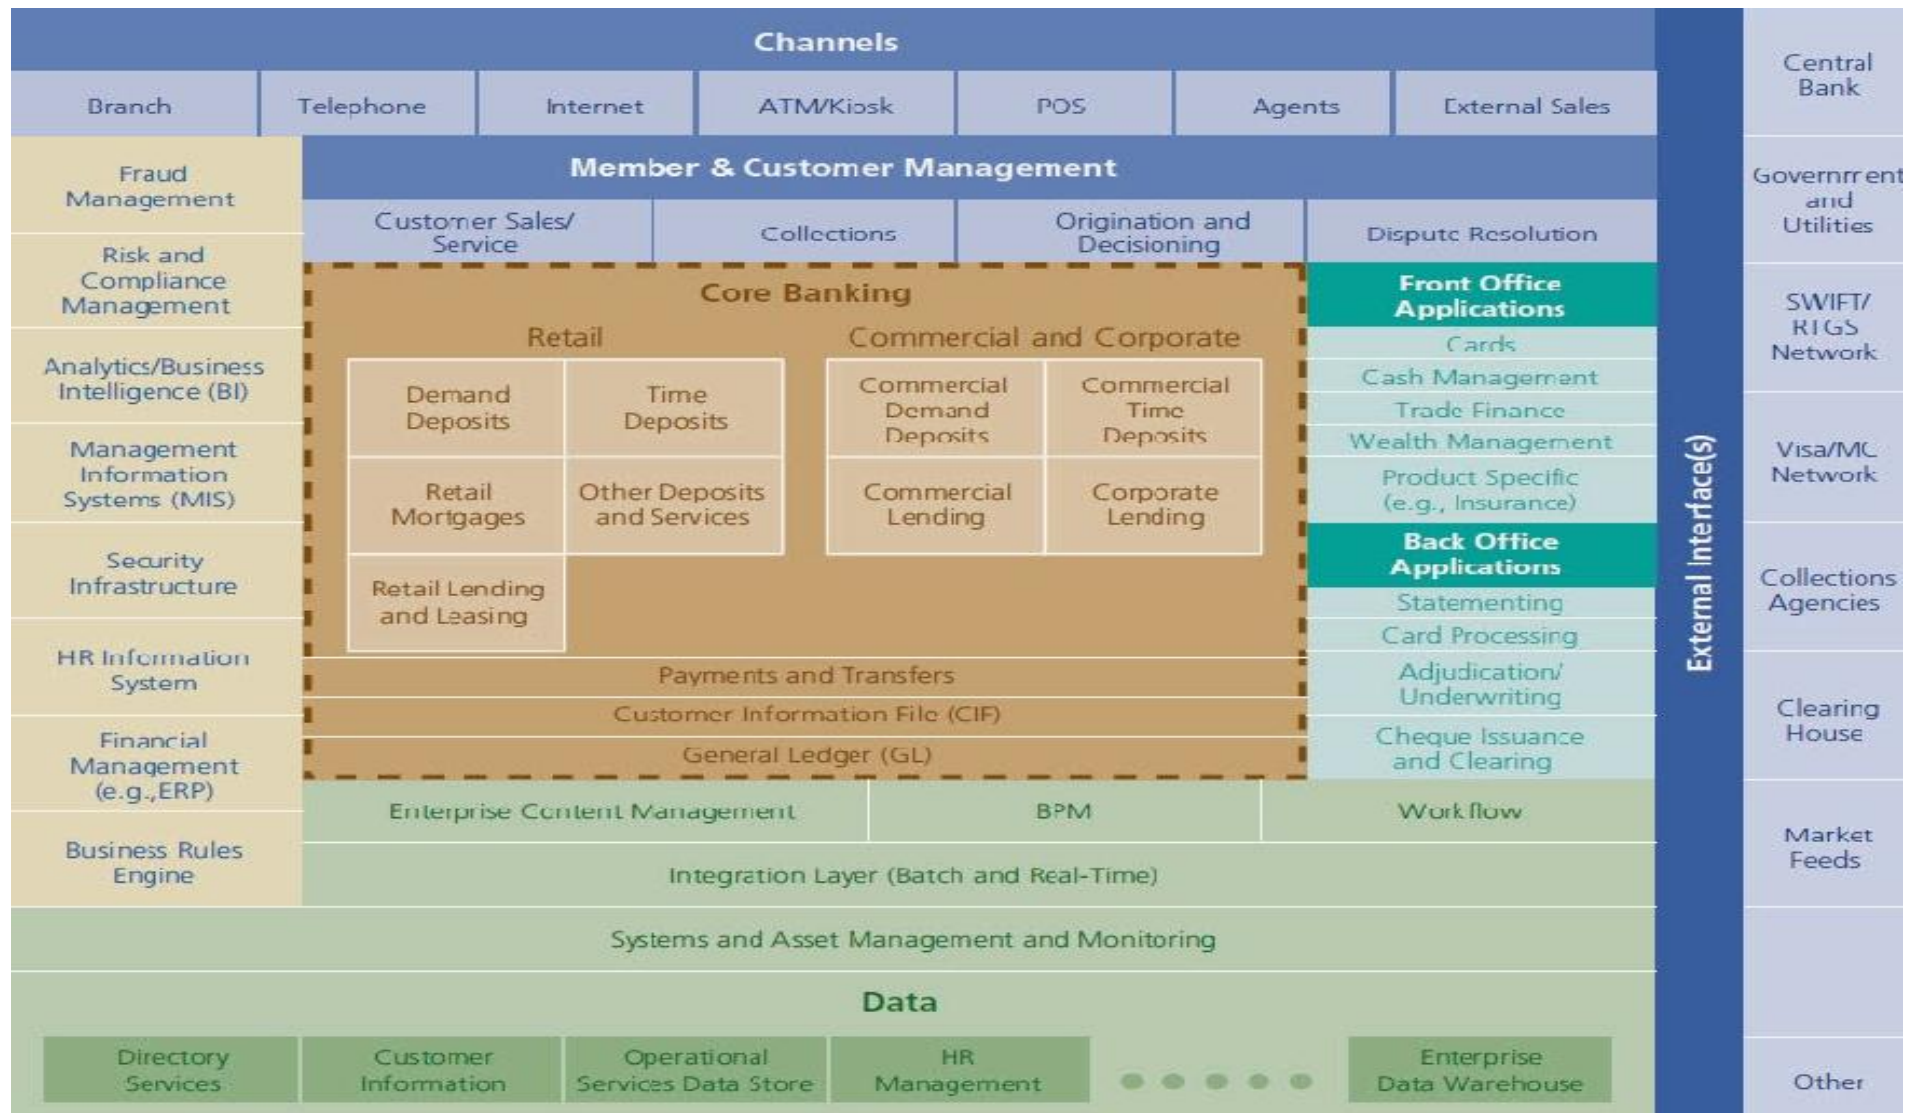 Channels
Branch
Telephone
Internet
ATM/Kiosk
POS
Agents
External Sales
Fraud
Management
Risk and
Compliance
Management
Analytics/Business
Intelligence (BI)
Management
Information
Systems (MIS)
Security
Infrastructure
HR Information
System
Financial
Management
(e.g.,ERP)
Business Rules
Engine
Member & Customer Management
Customer Sales/
Service
Collections
Origination and
Decisioning
Dispute Resolution
Core Banking
Retail
Demand
Deposits
Time
Deposits
Retail
Mortgages
Other Deposits
and Services
Retail Lending
and Leasing
Commercial and Corporate
Commercial
Demand
Deposits
Commercial
Time
Deposits
Commercial
Lending
Corporate
Lending
Payments and Transfers
Customer Information File (CIF)
General Ledger (GL)
Front Office
Applications
Cards
Cash Management
Trade Finance
Wealth Management
Product Specific
(e.g., Insurance)
Back Office
Applications
Statementing
Card Processing
Adjudication/
Underwriting
Cheque Issuance
and Clearing
Enterprise Content Management
BPM
Workflow
Integration Layer (Batch and Real-Time)
Systems and Asset Management and Monitoring
Data
Directory
Services
Customer
Information
Operational
Services Data Store
HR
Management
Enterprise
Data Warehouse
External Interface(s)
Central
Bank
Government
and
Utilities
SWIFT/
RTGS
Network
Visa/MC
Network
Collections
Agencies
Clearing
House
Market
Feeds
Other